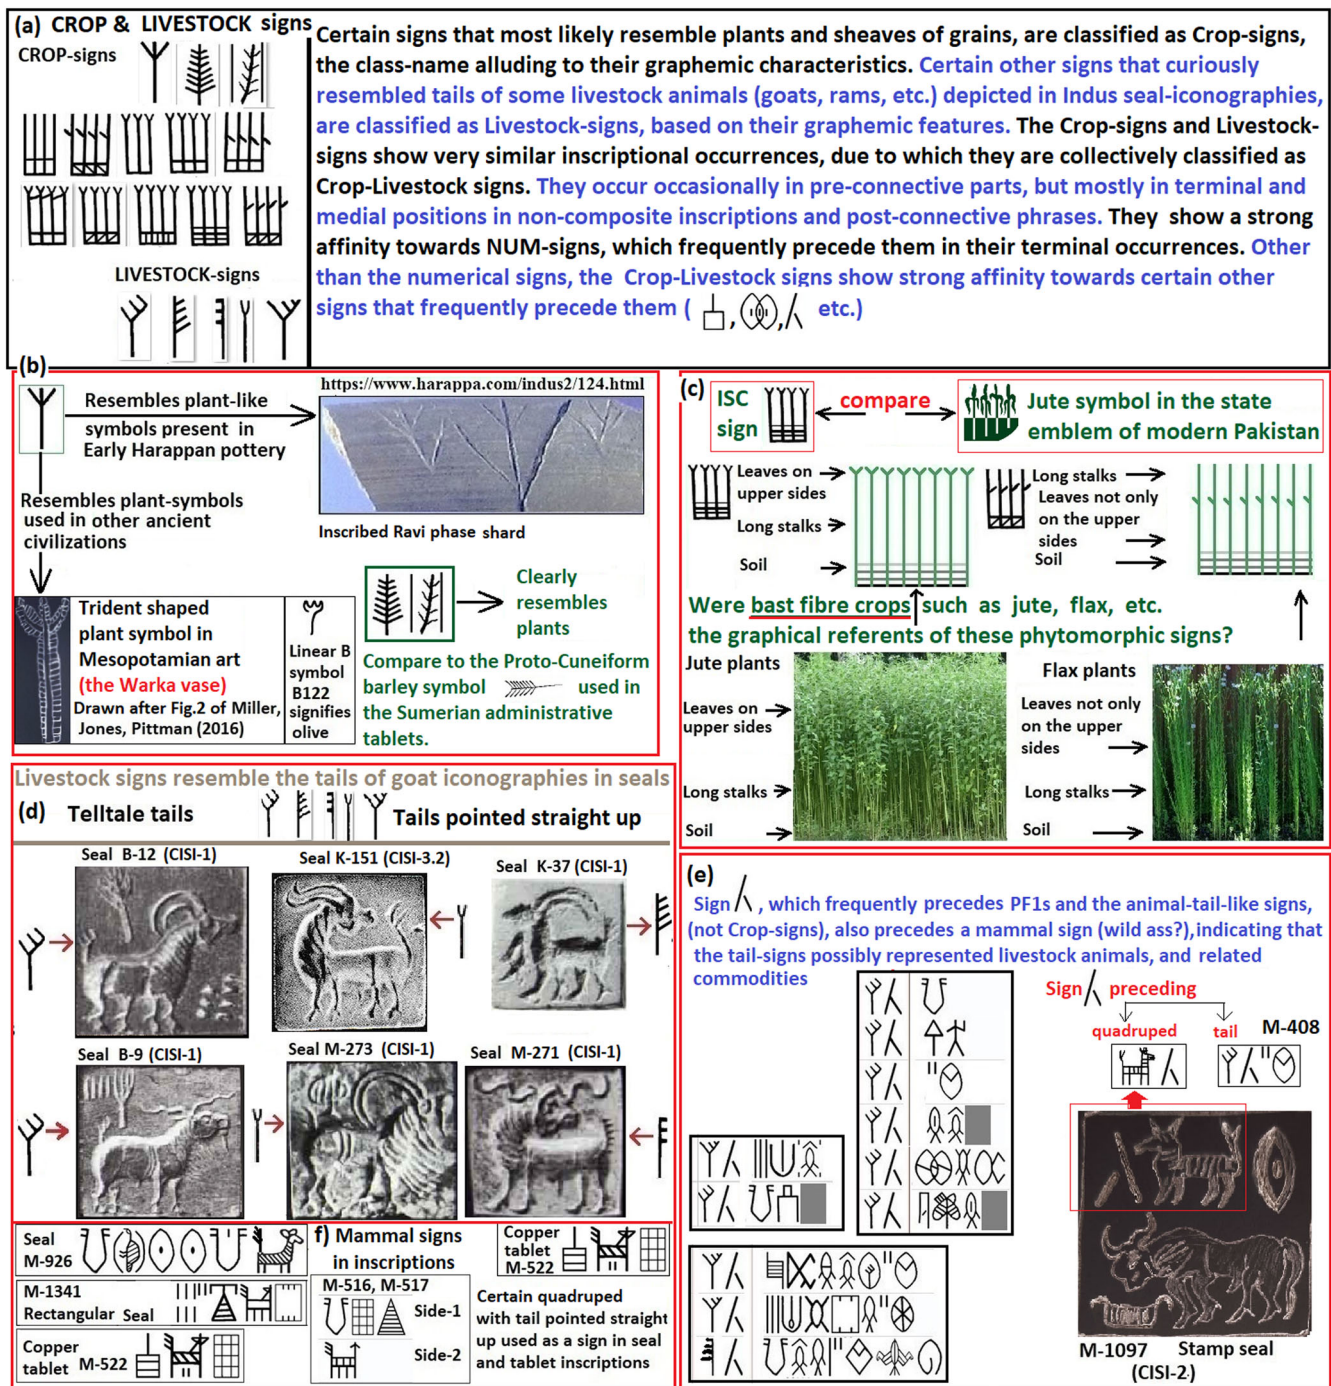 (a) CROP & LIVESTOCK signs
CROP-signs
LIVESTOCK-signs
Certain signs that most likely resemble plants and sheaves of grains, are classified as Crop-signs,
the class-name alluding to their graphemic characteristics. Certain other signs that curiously
resembled tails of some livestock animals (goats, rams, etc.) depicted in Indus seal-iconographies,
are classified as Livestock-signs, based on their graphemic features. The Crop-signs and Livestock-
signs show very similar inscriptional occurrences, due to which they are collectively classified as
Crop-Livestock signs. They occur occasionally in pre-connective parts, but mostly in terminal and
medial positions in non-composite inscriptions and post-connective phrases. They show a strong
affinity towards NUM-signs, which frequently precede them in their terminal occurrences. Other
than the numerical signs, the Crop-Livestock signs show strong affinity towards certain other
signs that frequently precede them ( , , etc.)
(b)
Resembles plant-like
symbols present in
Early Harappan pottery
https://www.harappa.com/indus2/124.html
Inscribed Ravi phase shard
Resembles plant-symbols
used in other ancient
civilizations
Trident shaped
plant symbol in
Mesopotamian art
(the Warka vase)
Drawn after Fig.2 of Miller,
Jones, Pittman (2016)
Linear B
symbol
B122
signifies
olive
Clearly
resembles
plants
Compare to the Proto-Cuneiform
barley symbol used in
the Sumerian administrative
tablets.
(c)
ISC
sign
compare
Jute symbol in the state
emblem of modern Pakistan
Leaves on
upper sides
Long stalks
Soil
Long stalks
Leaves not only
on the upper
sides
Soil
Were bast fibre crops such as jute, flax, etc.
the graphical referents of these phytomorphic signs?
Jute plants
Leaves on
upper sides
Long stalks
Soil
Flax plants
Leaves not only
on the upper
sides
Long stalks
Soil
Livestock signs resemble the tails of goat iconographies in seals
(d) Telltale tails
Tails pointed straight up
Seal B-12 (CISI-1)
Seal K-151 (CISI-3.2)
Seal K-37 (CISI-1)
Seal B-9 (CISI-1)
Seal M-273 (CISI-1)
Seal M-271 (CISI-1)
(e)
Sign , which frequently precedes PF1s and the animal-tail-like signs,
(not Crop-signs), also precedes a mammal sign (wild ass?), indicating that
the tail-signs possibly represented livestock animals, and related
commodities
Sign preceding
quadruped
tail
M-408
M-1097 Stamp seal
(CISI-2)
Seal
M-926
M-1341
Rectangular Seal
Copper
tablet M-522
f) Mammal signs
in inscriptions
M-516, M-517
Side-1
Side-2
Copper
tablet
M-522
Certain quadruped
with tail pointed straight
up used as a sign in seal
and tablet inscriptions